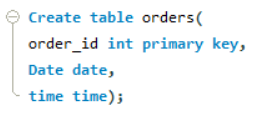 Create table orders(
order_id int primary key,
Date date,
time time);